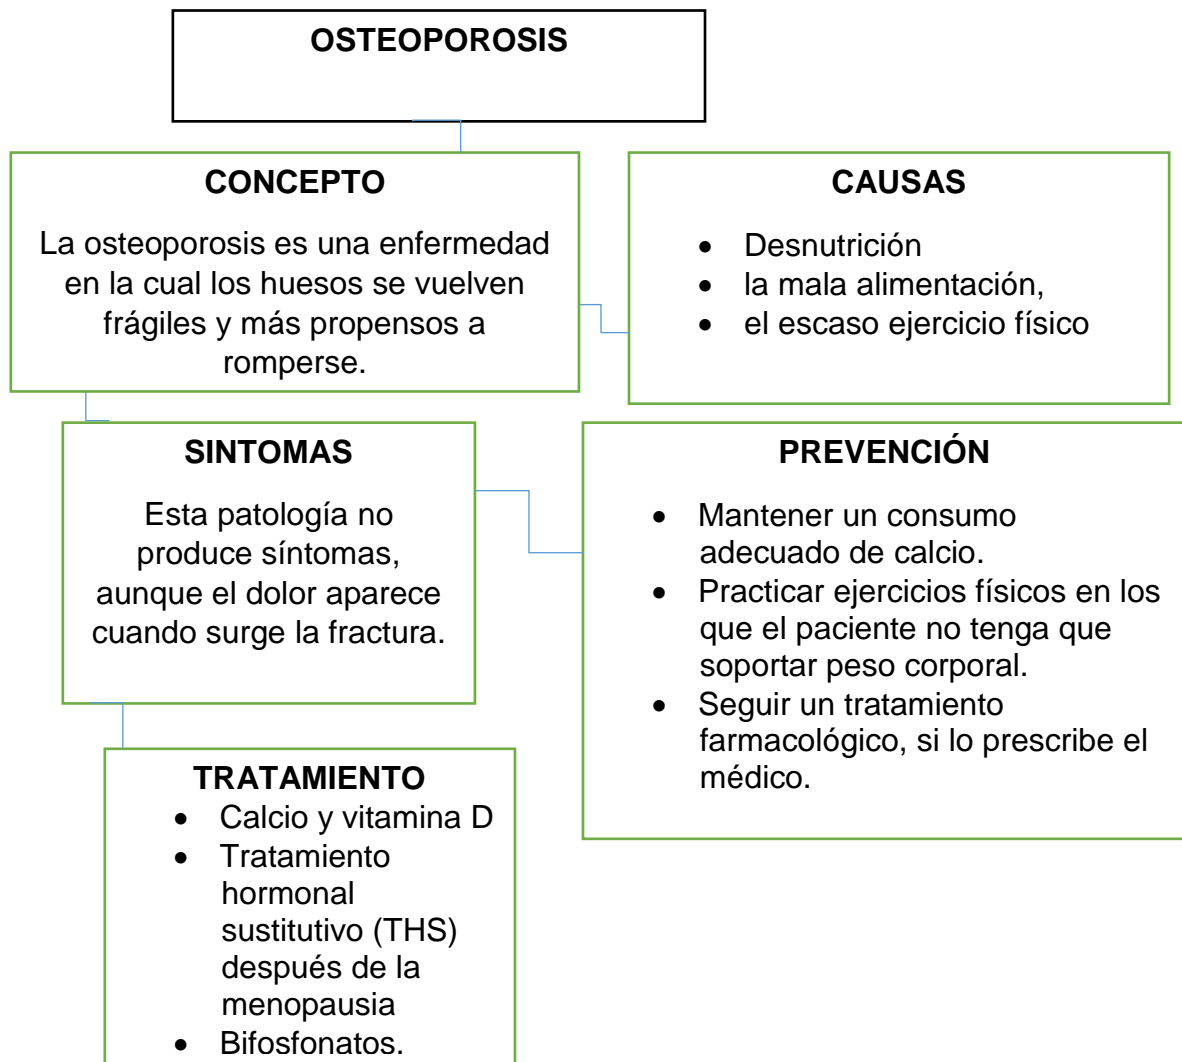 OSTEOPOROSIS
CONCEPTO
La osteoporosis es una enfermedad
en la cual los huesos se vuelven
frágiles y más propensos a
romperse.
CAUSAS
• Desnutrición
• la mala alimentación,
• el escaso ejercicio físico
SINTOMAS
Esta patología no
produce síntomas,
aunque el dolor aparece
cuando surge la fractura.
PREVENCIÓN
• Mantener un consumo
adecuado de calcio.
• Practicar ejercicios físicos en los
que el paciente no tenga que
soportar peso corporal.
• Seguir un tratamiento
farmacológico, si lo prescribe el
médico.
TRATAMIENTO
• Calcio y vitamina D
• Tratamiento
hormonal
sustitutivo (THS)
después de la
menopausia
• Bifosfonatos.